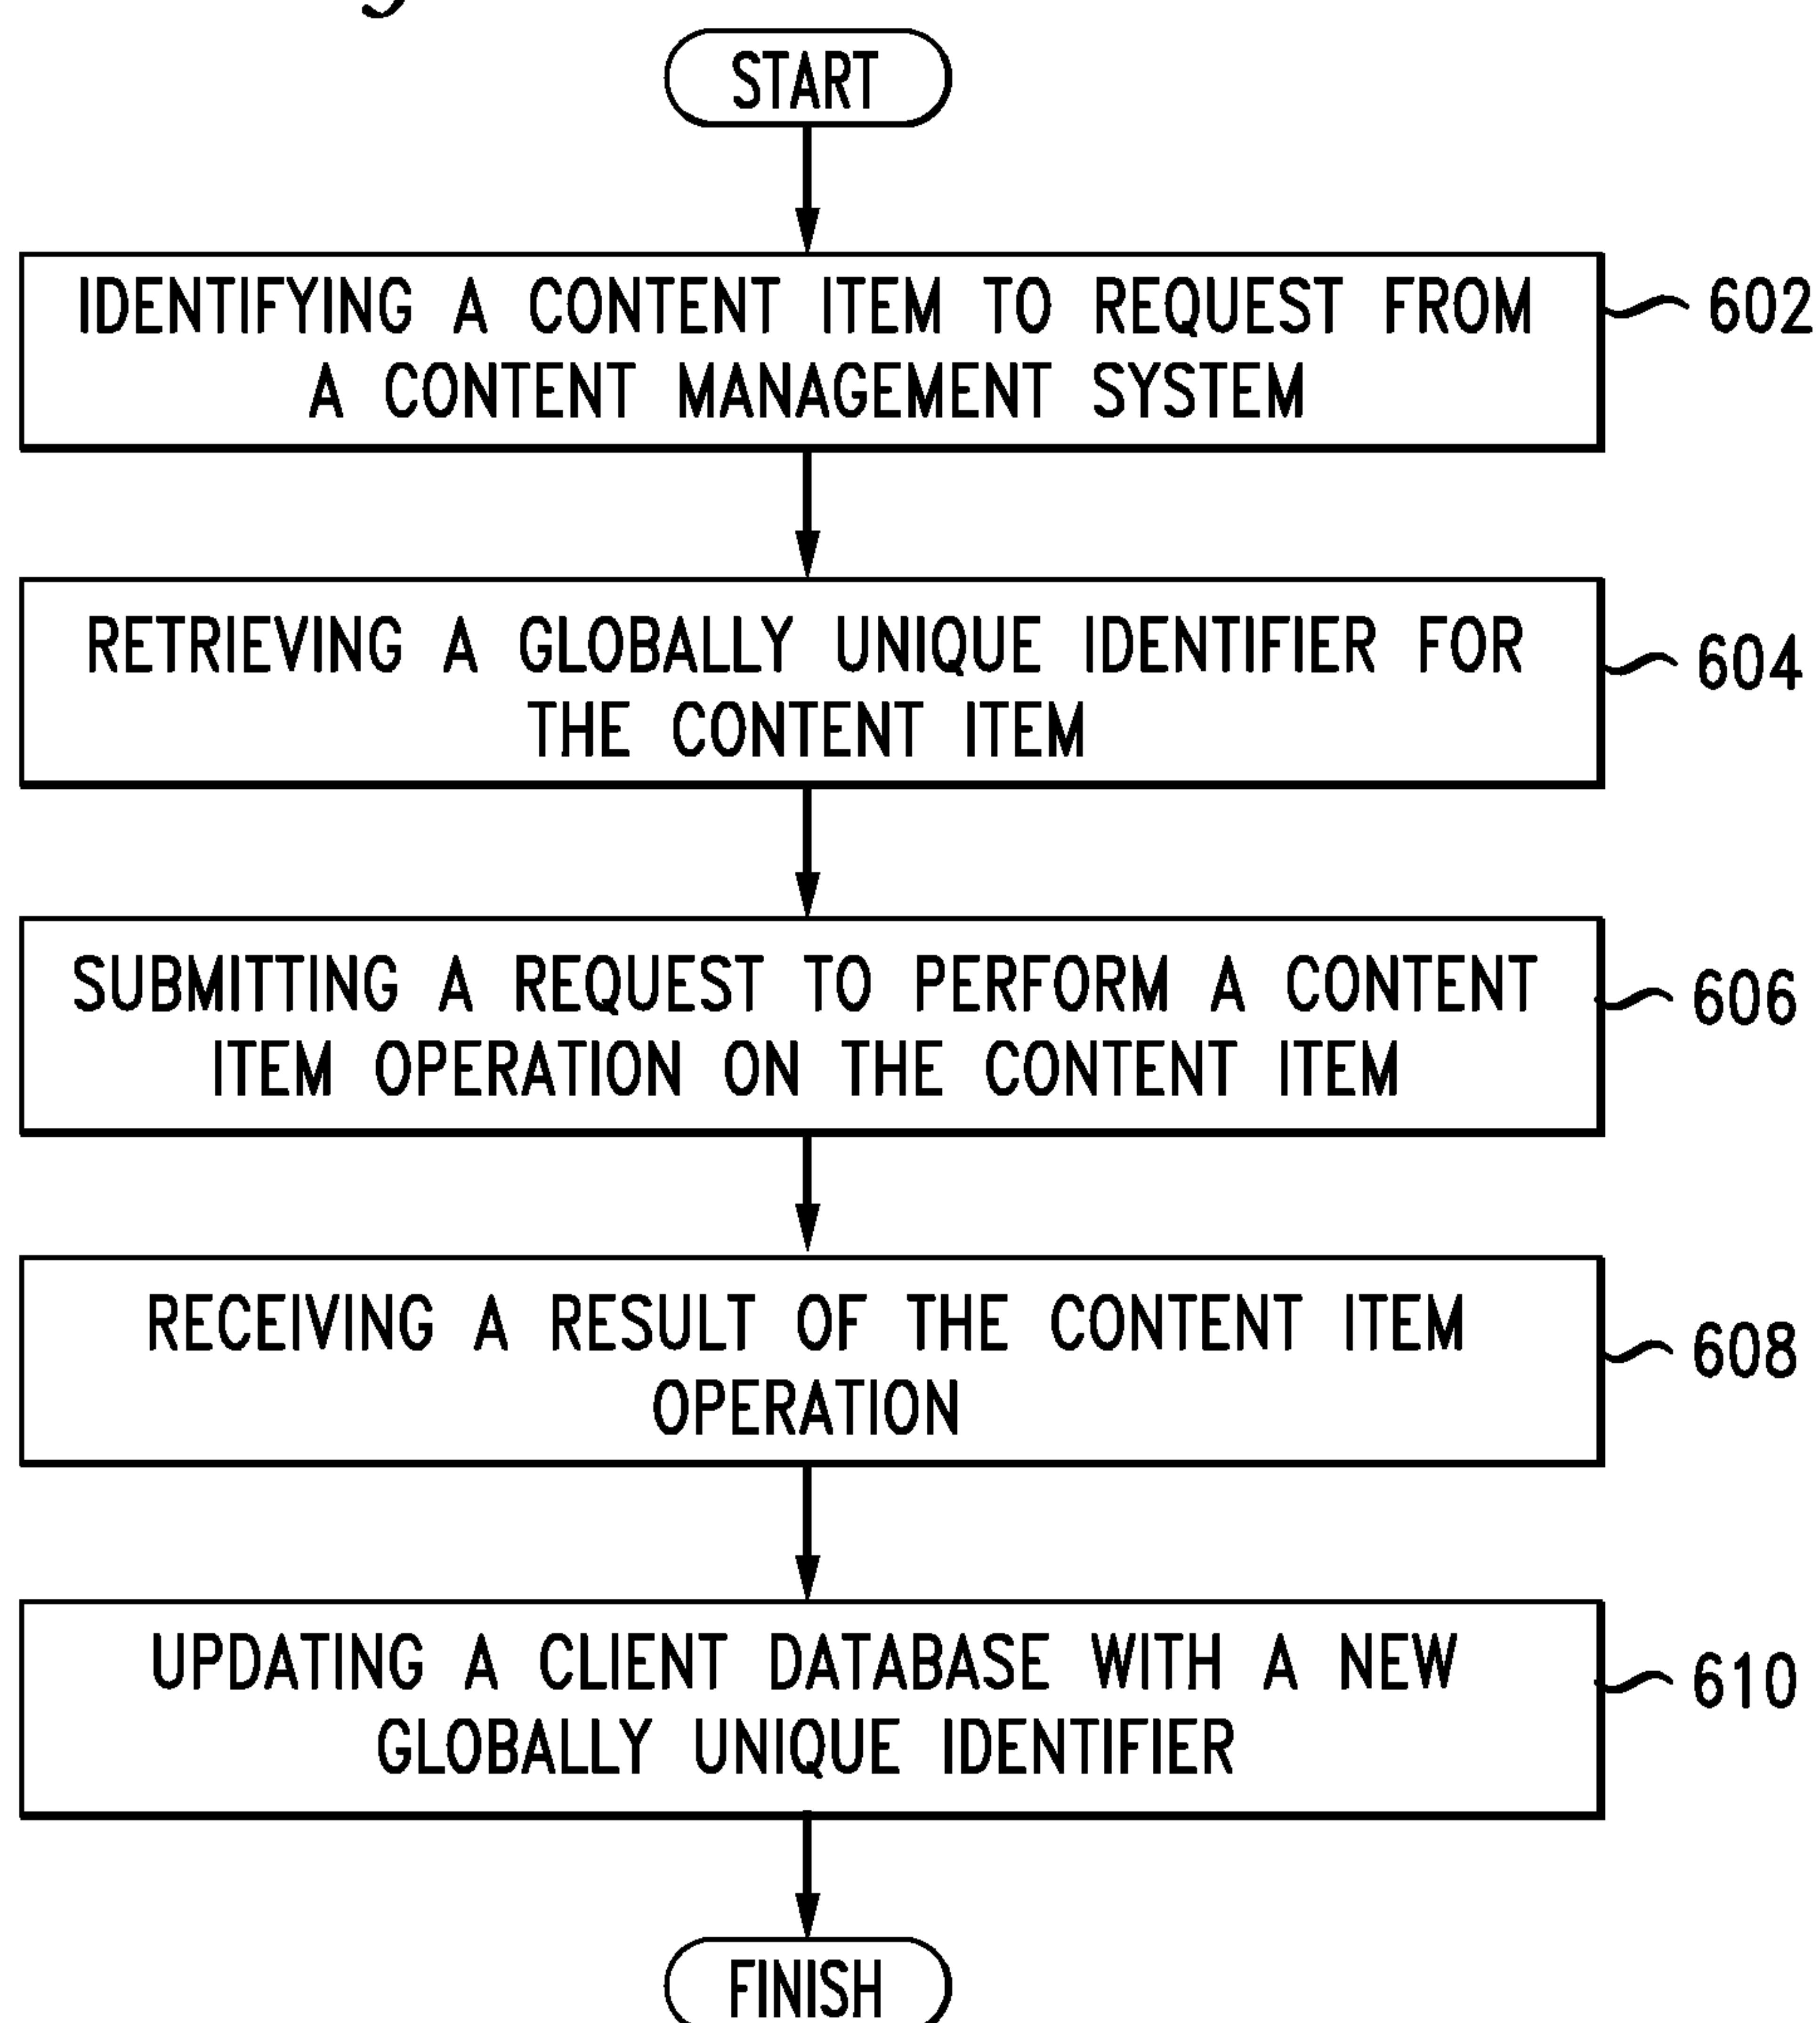 START
IDENTIFYING A CONTENT ITEM TO REQUEST FROM
A CONTENT MANAGEMENT SYSTEM
602
RETRIEVING A GLOBALLY UNIQUE IDENTIFIER FOR
THE CONTENT ITEM
604
SUBMITTING A REQUEST TO PERFORM A CONTENT
ITEM OPERATION ON THE CONTENT ITEM
606
RECEIVING A RESULT OF THE CONTENT ITEM
OPERATION
608
UPDATING A CLIENT DATABASE WITH A NEW
GLOBALLY UNIQUE IDENTIFIER
610
FINISH